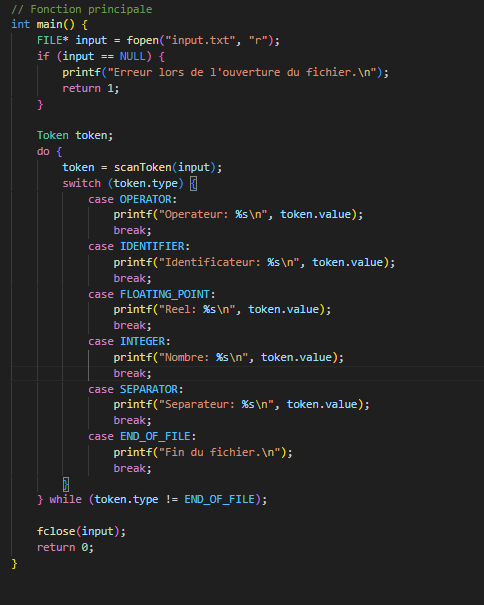 // Fonction principale
int main() {
    FILE* input = fopen("input.txt", "r");
    if (input == NULL) {
        printf("Erreur lors de l'ouverture du fichier.\n");
        return 1;
    }

    Token token;
    do {
        token = scanToken(input);
        switch (token.type) {
            case OPERATOR:
                printf("Operateur: %s\n", token.value);
                break;
            case IDENTIFIER:
                printf("Identificateur: %s\n", token.value);
                break;
            case FLOATING_POINT:
                printf("Reel: %s\n", token.value);
                break;
            case INTEGER:
                printf("Nombre: %s\n", token.value);
                break;
            case SEPARATOR:
                printf("Separateur: %s\n", token.value);
                break;
            case END_OF_FILE:
                printf("Fin du fichier.\n");
                break;
        }
    } while (token.type != END_OF_FILE);

    fclose(input);
    return 0;
}